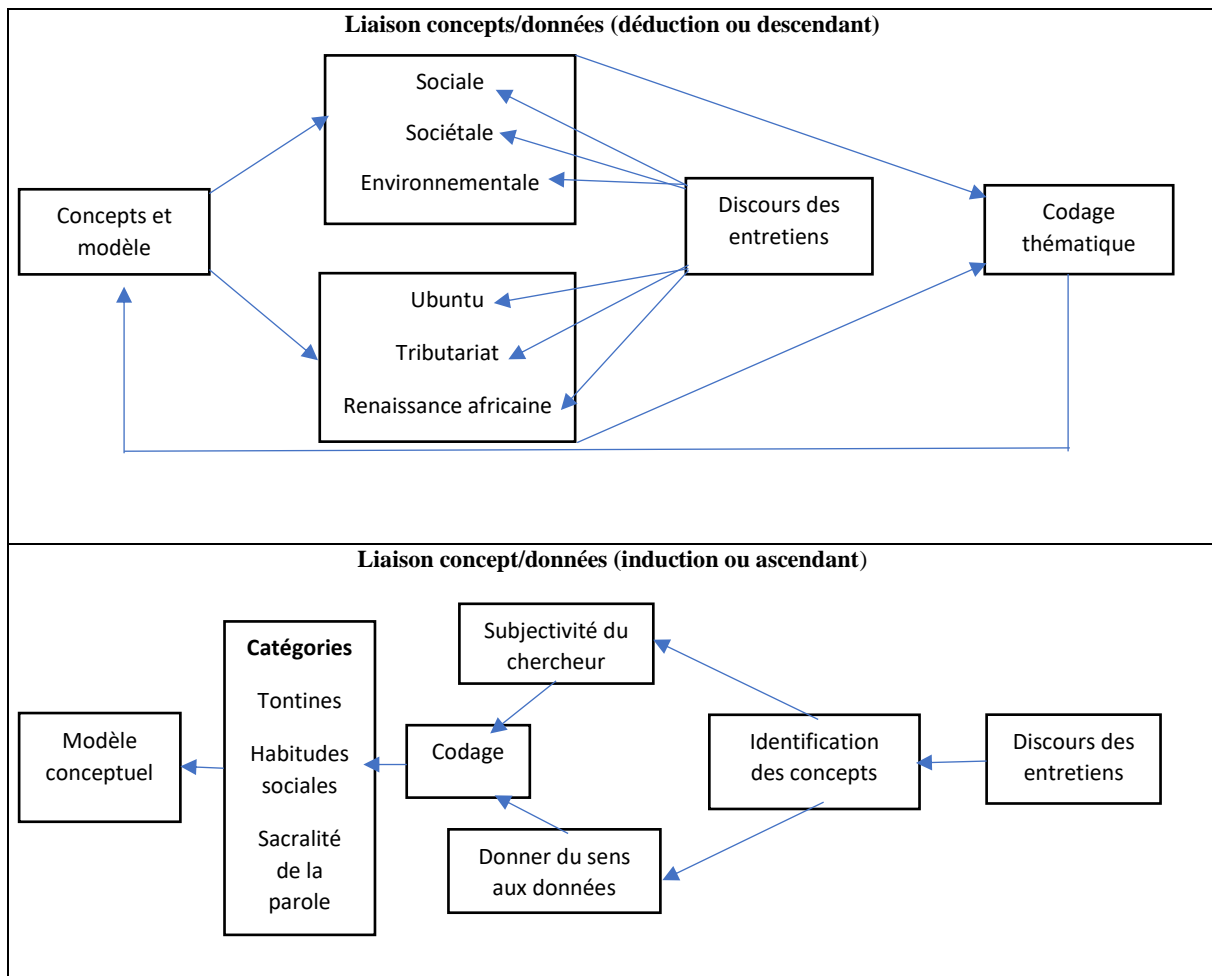 Liaison concepts/données (déduction ou descendant)
Sociale
Sociétale
Environnementale
Concepts et
modèle
Discours des
entretiens
Codage
thématique
Ubuntu
Tributariat
Renaissance africaine
Liaison concept/données (induction ou ascendant)
Modèle
conceptuel
Catégories
Tontines
Habitudes
sociales
Sacralité
de la
parole
Codage
Subjectivité du
chercheur
Donner du sens
aux données
Identification
des concepts
Discours des
entretiens